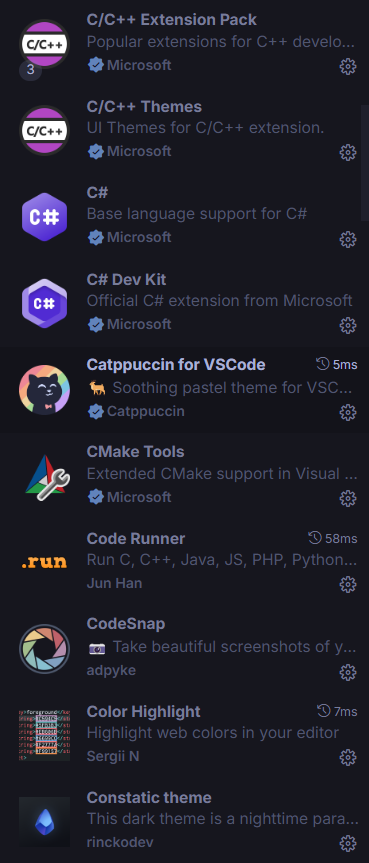 C/C++ Extension Pack
C/C++
Popular extensions for C++ develo...
3
Microsoft
C/C++ Themes
C/C++
UI Themes for C/C++ extension.
Microsoft
C#
C#
Base language support for C#
Microsoft
C# Dev Kit
C#
Official C# extension from Microsoft
Microsoft
Catppuccin for VSCode
5ms
Soothing pastel theme for VSC...
Catppuccin
CMake Tools
Extended CMake support in Visual ...
Microsoft
Code Runner
58ms
.run
Run C, C++, Java, JS, PHP, Python...
Jun Han
CodeSnap
Take beautiful screenshots of y...
adpyke
Color Highlight
7ms
Highlight web colors in your editor
Sergii N
Constatic theme
This dark theme is a nighttime para...
rinckodev